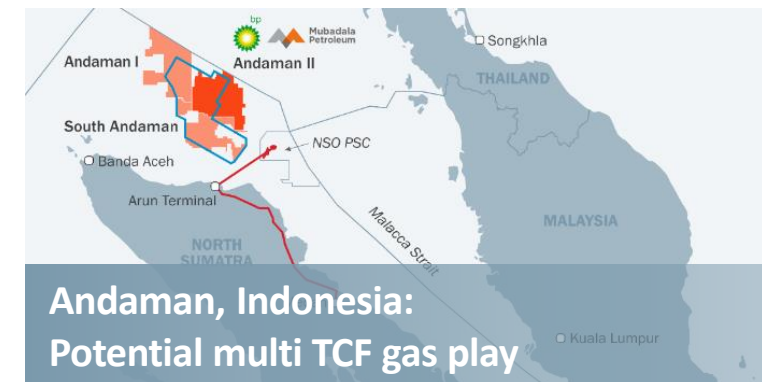 bp
Mubadala
Petroleum
Songkhla
Andaman I
Andaman II
THAILAND
South Andaman
NSO PSC
Banda Aceh
Arun Terminal
Malacca Strait
MALAYSIA
NORTH
SUMATRA
Andaman, Indonesia:
Potential multi TCF gas play
Kuala Lumpur